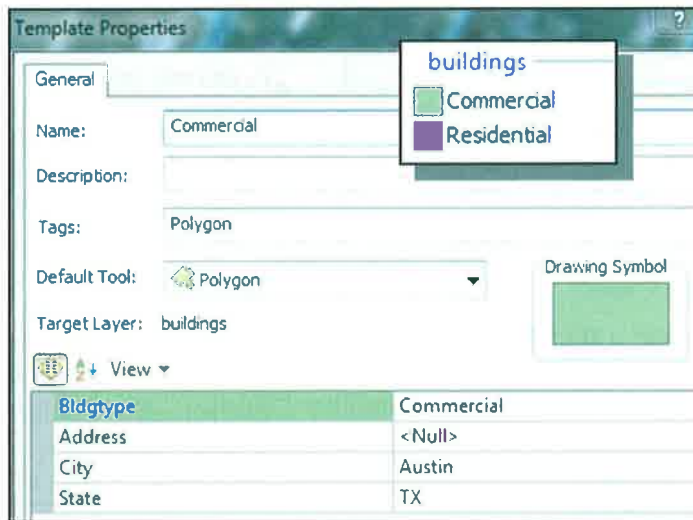 Template Properties
?
buildings
Commercial
Residential
General
Name: Commercial
Description:
Tags: Polygon
Default Tool: Polygon
Drawing Symbol
Target Layer: buildings
View
Bldgtype Commercial
Address <Null>
City Austin
State TX